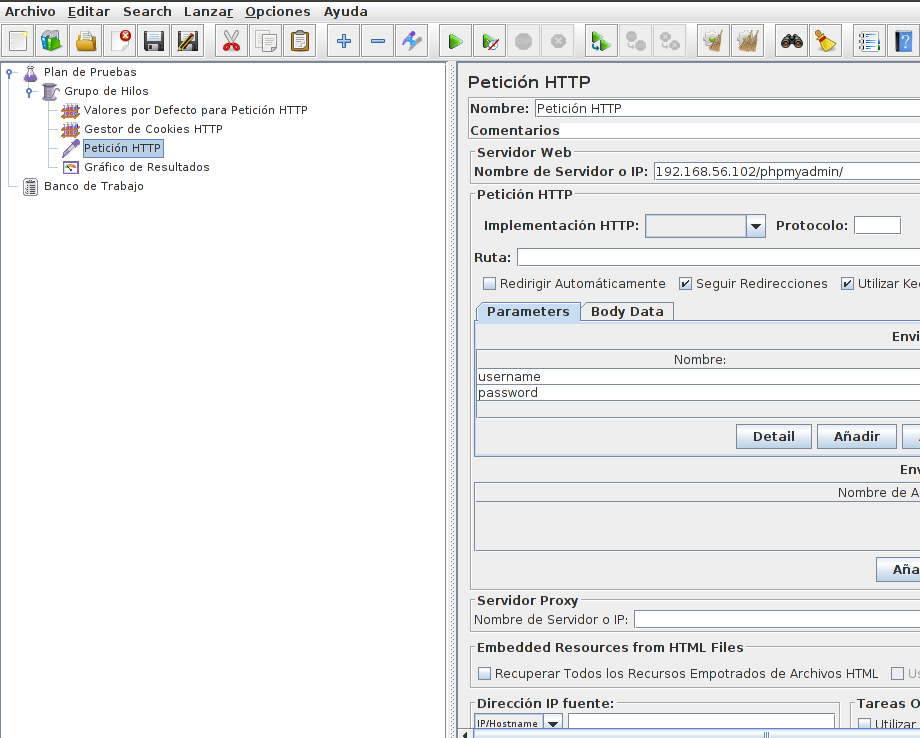 Archivo Editar Search Lanzar Opciones Ayuda
Plan de Pruebas
Grupo de Hilos
Valores por Defecto para Petición HTTP
Gestor de Cookies HTTP
Petición HTTP
Gráfico de Resultados
Banco de Trabajo
Petición HTTP
Nombre: Petición HTTP
Comentarios
Servidor Web
Nombre de Servidor o IP: 192.168.56.102/phpmyadmin/
Petición HTTP
Implementación HTTP: Protocolo:
Ruta:
Redirigir Automáticamente Seguir Redirecciones Utilizar Kee
Parameters Body Data
Envi
Nombre:
username
password
Detail Añadir
Env
Nombre de A
Aña
Servidor Proxy
Nombre de Servidor o IP:
Embedded Resources from HTML Files
Recuperar Todos los Recursos Empotrados de Archivos HTML Us
Dirección IP fuente: Tareas O
IP/Hostname Utilizar